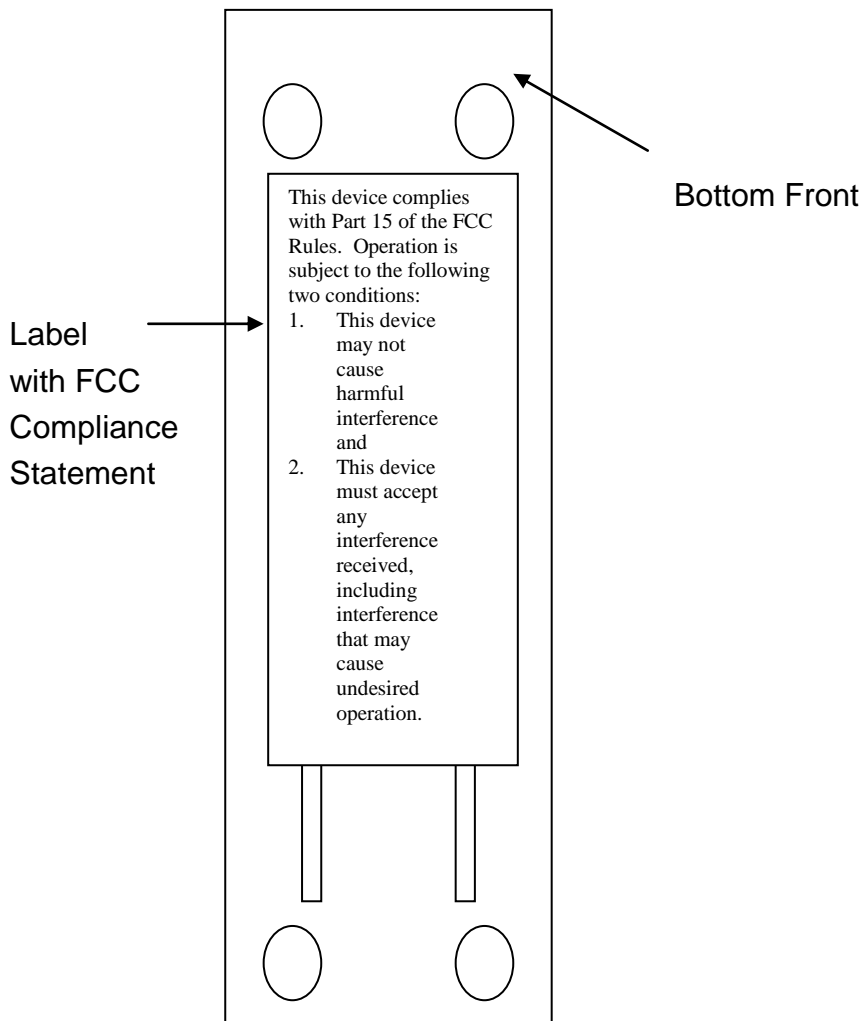 Bottom Front
Label
with FCC
Compliance
Statement
This device complies
with Part 15 of the FCC
Rules.  Operation is
subject to the following
two conditions:
1. This device
may not
cause
harmful
interference
and
2. This device
must accept
any
interference
received,
including
interference
that may
cause
undesired
operation.